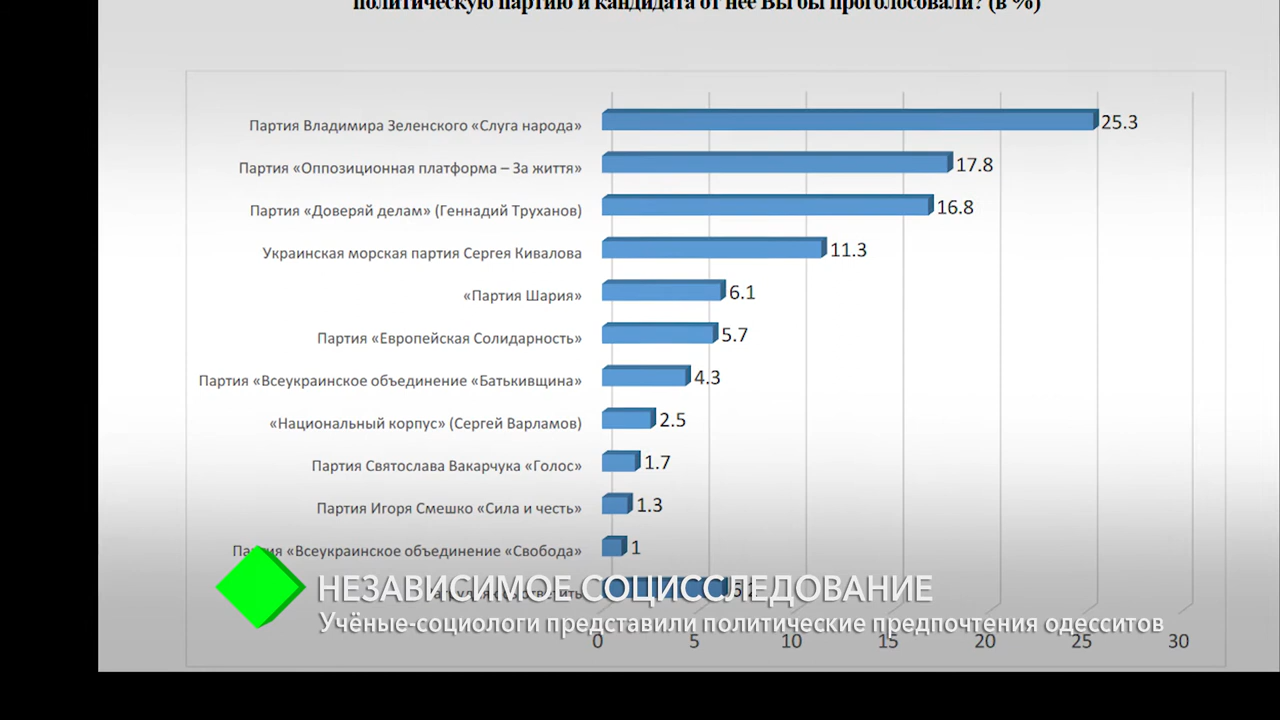 политическую партию и кандидата от нее Вы бы проголосовали? (в %)
Партия Владимира Зеленского «Слуга народа» 25.3
Партия «Оппозиционная платформа – За життя» 17.8
Партия «Доверяй делам» (Геннадий Труханов) 16.8
Украинская морская партия Сергея Кивалова 11.3
«Партия Шария» 6.1
Партия «Европейская Солидарность» 5.7
Партия «Всеукраинское объединение «Батькивщина» 4.3
«Национальный корпус» (Сергей Варламов) 2.5
Партия Святослава Вакарчука «Голос» 1.7
Партия Игоря Смешко «Сила и честь» 1.3
Партия «Всеукраинское объединение «Свобода» 1
НЕЗАВИСИМОЕ СОЦИССЛЕДОВАНИЕ
Учёные-социологи представили политические предпочтения одесситов
0 5 10 15 20 25 30